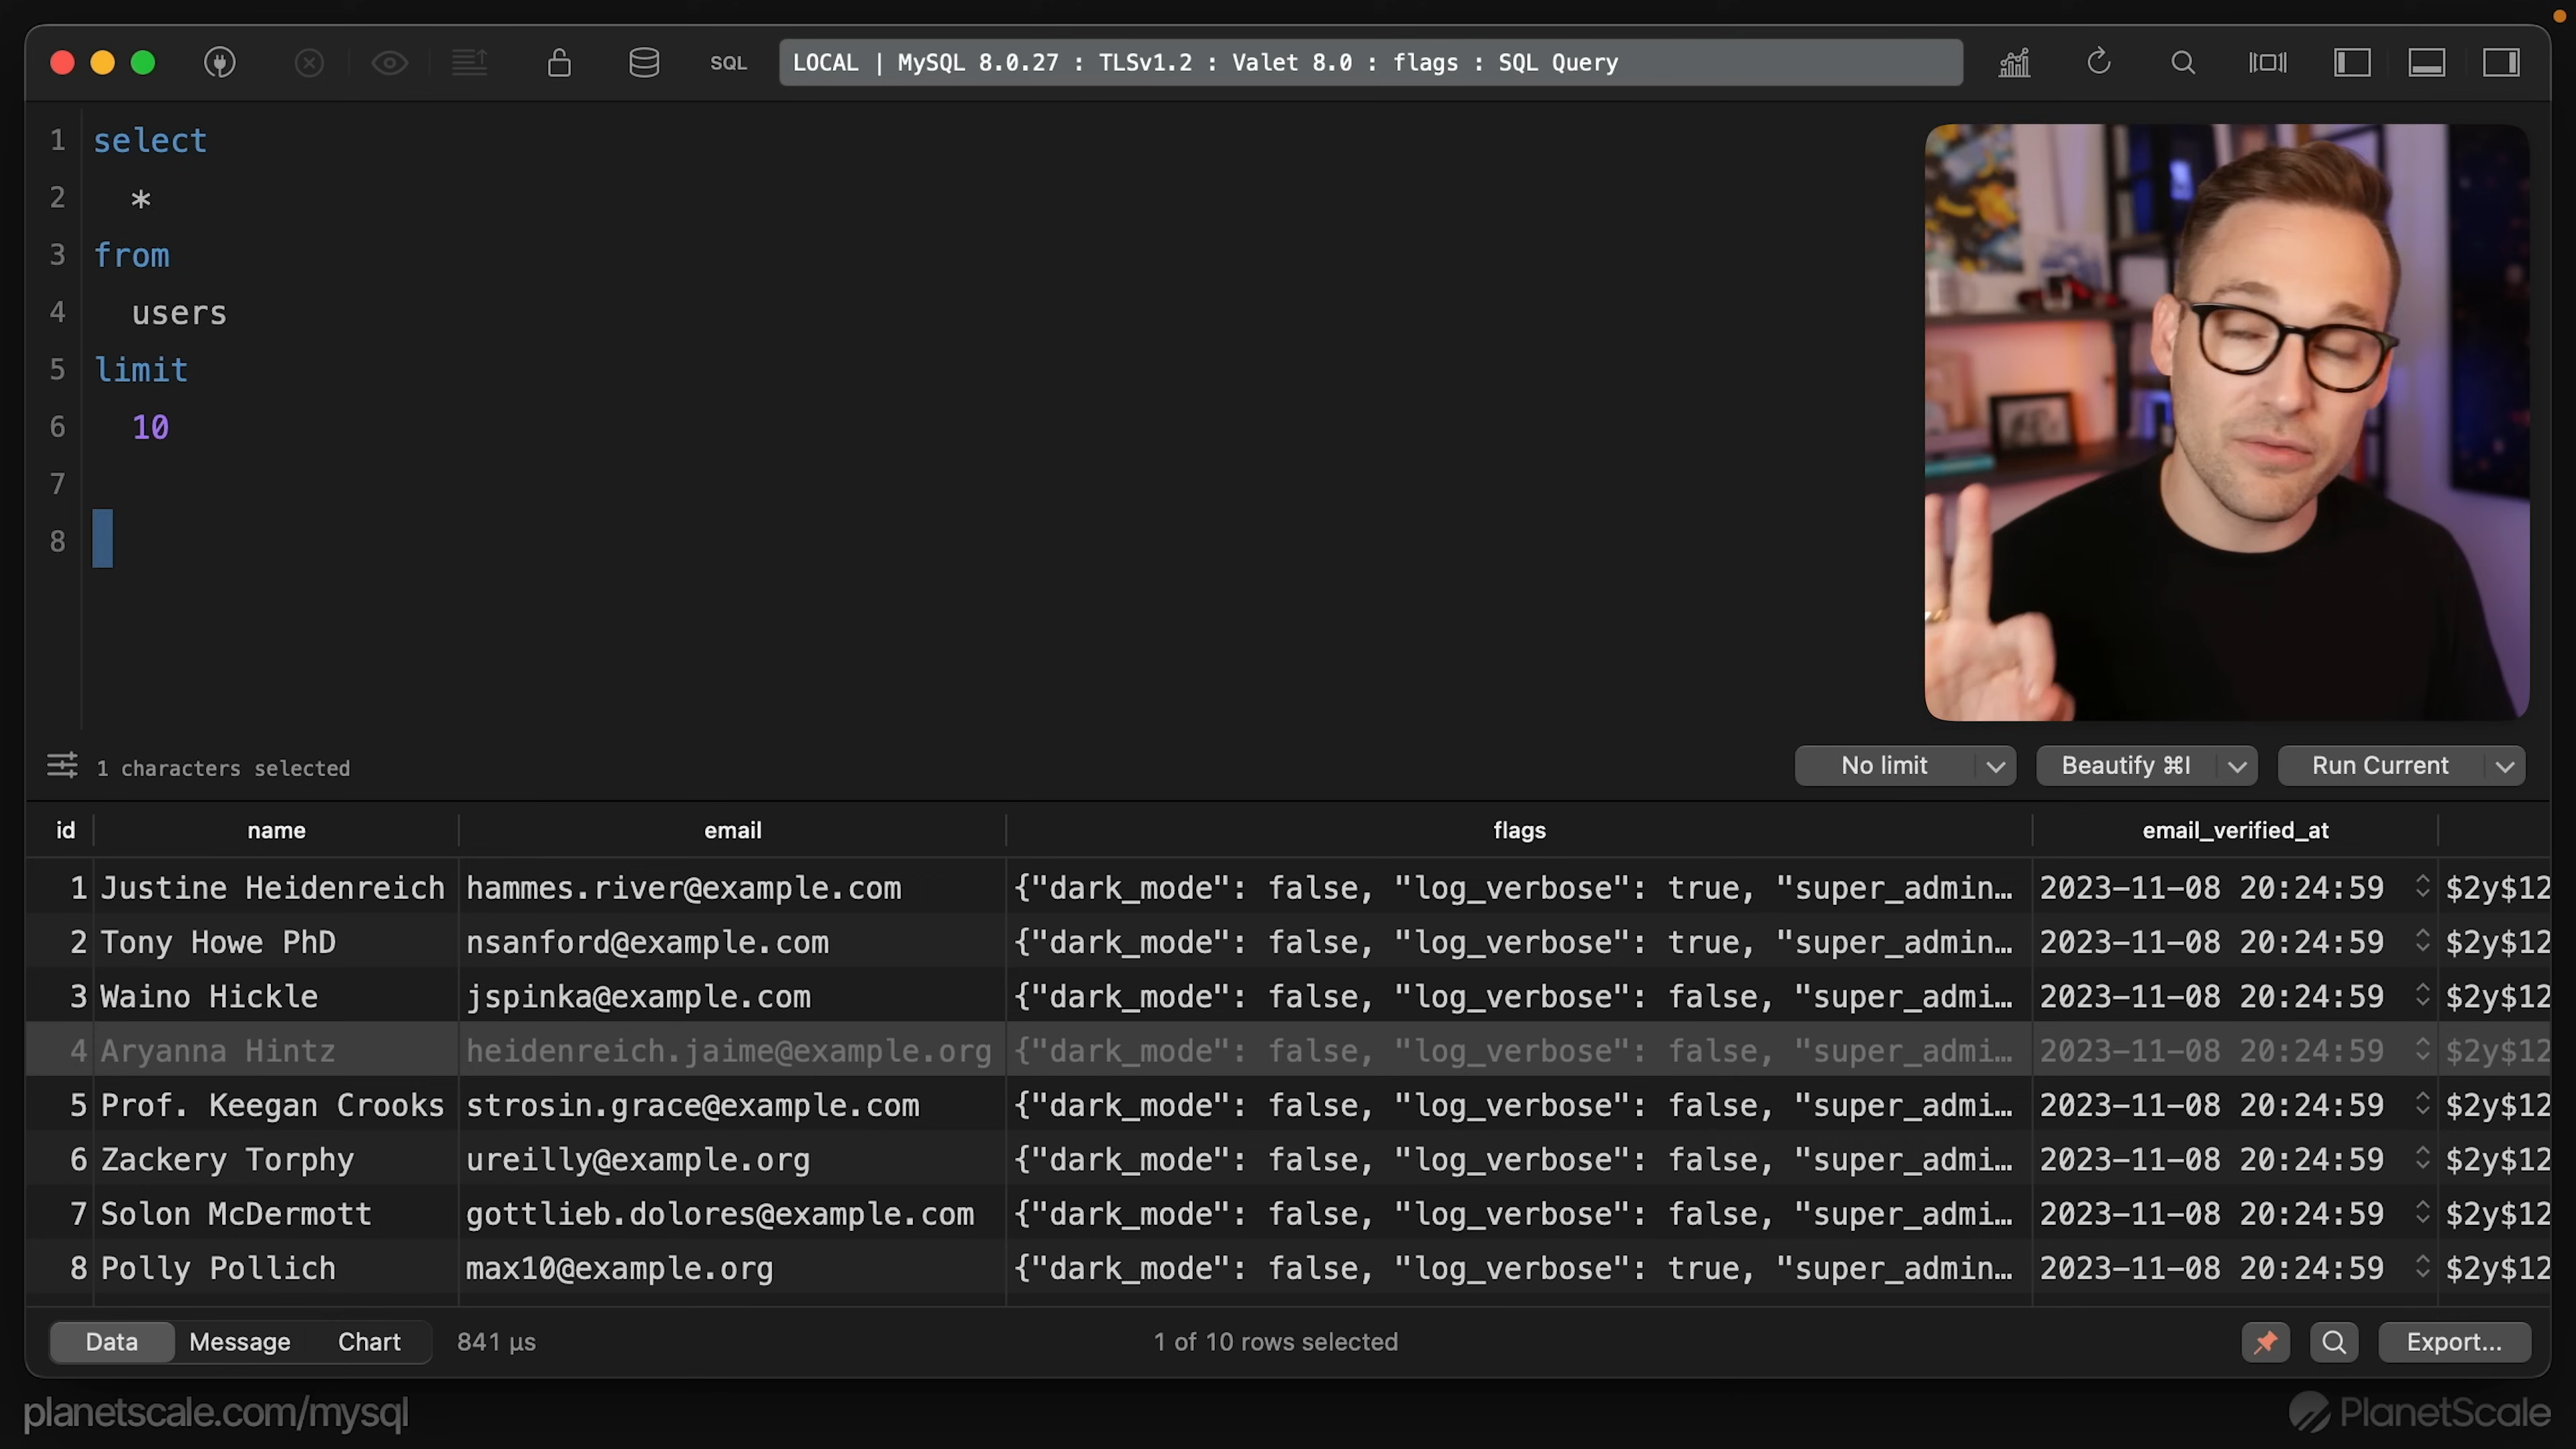 SQL
LOCAL | MySQL 8.0.27 : TLSv1.2 : Valet 8.0 : flags : SQL Query
1 select
2 *
3 from
4 users
5 limit
6 10
7
8
1 characters selected
No limit
Beautify ⌘I
Run Current
id name email flags email_verified_at
1 Justine Heidenreich hammes.river@example.com {"dark_mode": false, "log_verbose": true, "super_admin… 2023-11-08 20:24:59 $2y$12
2 Tony Howe PhD nsanford@example.com {"dark_mode": false, "log_verbose": true, "super_admin… 2023-11-08 20:24:59 $2y$12
3 Waino Hickle jspinka@example.com {"dark_mode": false, "log_verbose": false, "super_admi… 2023-11-08 20:24:59 $2y$12
4 Aryanna Hintz heidenreich.jaime@example.org {"dark_mode": false, "log_verbose": false, "super_admi… 2023-11-08 20:24:59 $2y$12
5 Prof. Keegan Crooks strosin.grace@example.com {"dark_mode": false, "log_verbose": false, "super_admi… 2023-11-08 20:24:59 $2y$12
6 Zackery Torphy ureilly@example.org {"dark_mode": false, "log_verbose": false, "super_admi… 2023-11-08 20:24:59 $2y$12
7 Solon McDermott gottlieb.dolores@example.com {"dark_mode": false, "log_verbose": false, "super_admi… 2023-11-08 20:24:59 $2y$12
8 Polly Pollich max10@example.org {"dark_mode": false, "log_verbose": true, "super_admin… 2023-11-08 20:24:59 $2y$12
Data Message Chart 841 µs 1 of 10 rows selected Export...
planetscale.com/mysql
PlanetScale